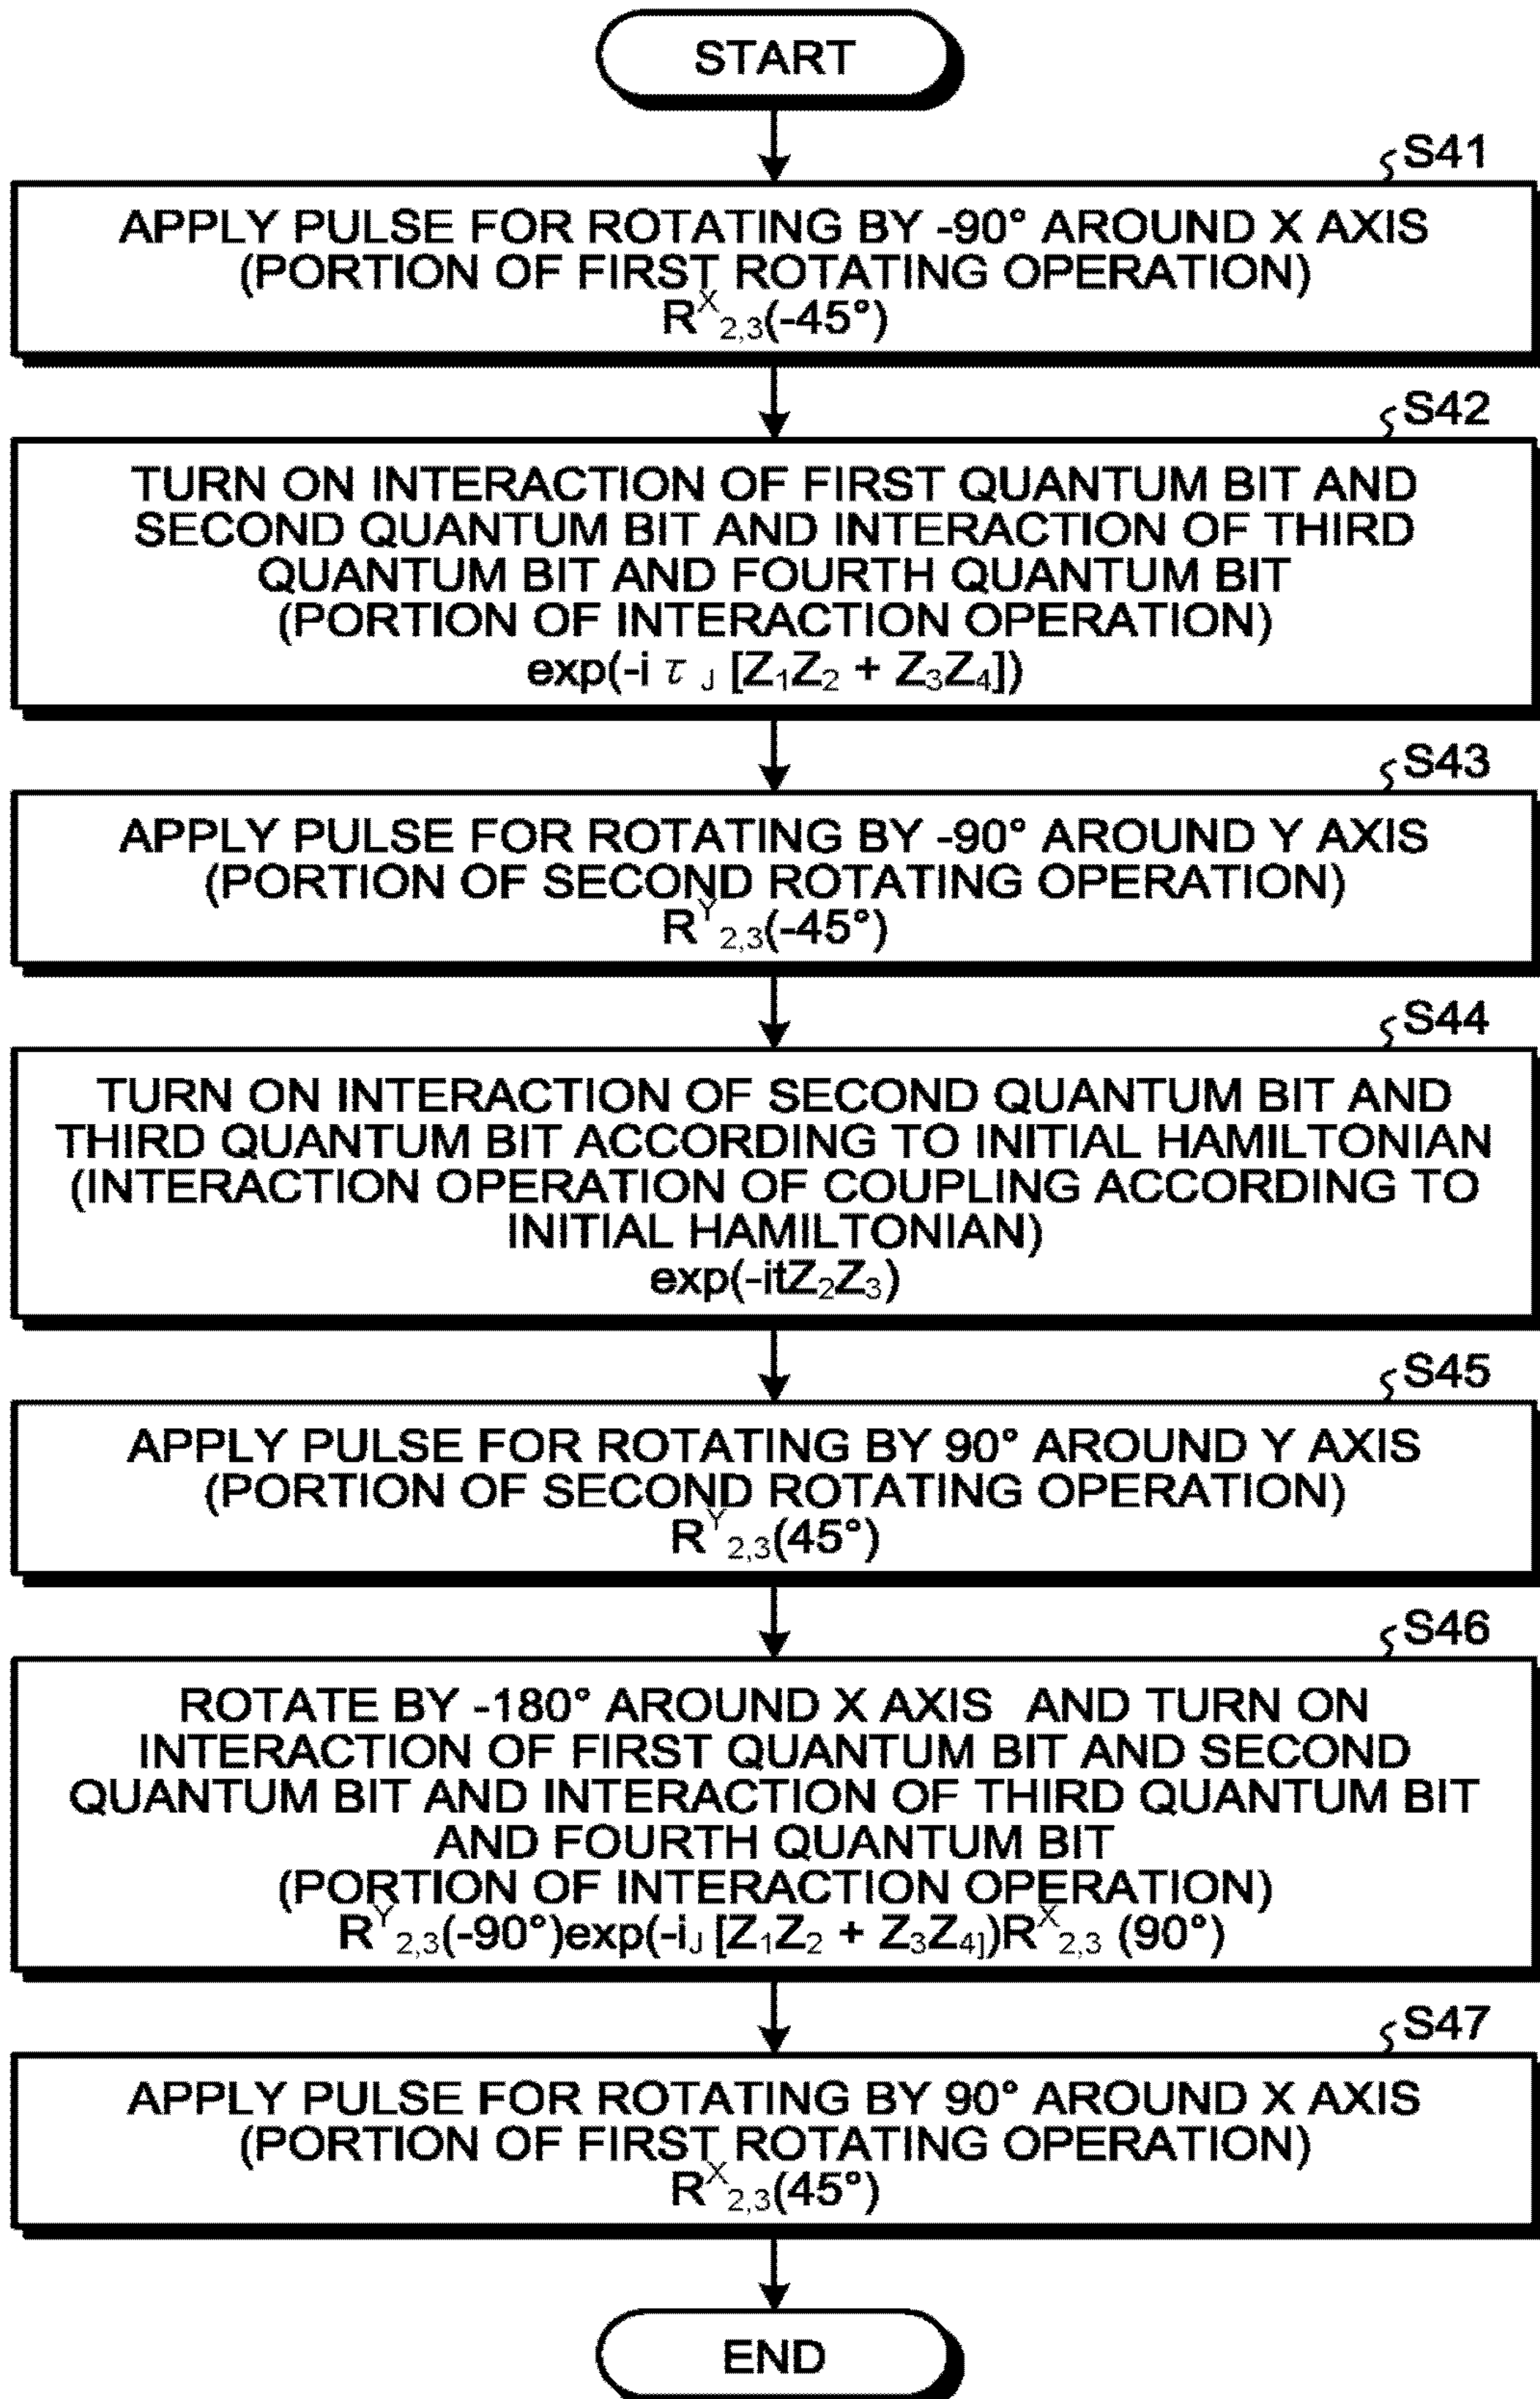 START
S41
APPLY PULSE FOR ROTATING BY -90° AROUND X AXIS
(PORTION OF FIRST ROTATING OPERATION)
R^X_2,3(-45°)
S42
TURN ON INTERACTION OF FIRST QUANTUM BIT AND
SECOND QUANTUM BIT AND INTERACTION OF THIRD
QUANTUM BIT AND FOURTH QUANTUM BIT
(PORTION OF INTERACTION OPERATION)
exp(-i τ_J [Z₁Z₂ + Z₃Z₄])
S43
APPLY PULSE FOR ROTATING BY -90° AROUND Y AXIS
(PORTION OF SECOND ROTATING OPERATION)
R^Y_2,3(-45°)
S44
TURN ON INTERACTION OF SECOND QUANTUM BIT AND
THIRD QUANTUM BIT ACCORDING TO INITIAL HAMILTONIAN
(INTERACTION OPERATION OF COUPLING ACCORDING TO
INITIAL HAMILTONIAN)
exp(-itZ₂Z₃)
S45
APPLY PULSE FOR ROTATING BY 90° AROUND Y AXIS
(PORTION OF SECOND ROTATING OPERATION)
R^Y_2,3(45°)
S46
ROTATE BY -180° AROUND X AXIS AND TURN ON
INTERACTION OF FIRST QUANTUM BIT AND SECOND
QUANTUM BIT AND INTERACTION OF THIRD QUANTUM BIT
AND FOURTH QUANTUM BIT
(PORTION OF INTERACTION OPERATION)
R^Y_2,3(-90°)exp(-i_J [Z₁Z₂ + Z₃Z₄])R^X_2,3 (90°)
S47
APPLY PULSE FOR ROTATING BY 90° AROUND X AXIS
(PORTION OF FIRST ROTATING OPERATION)
R^X_2,3(45°)
END